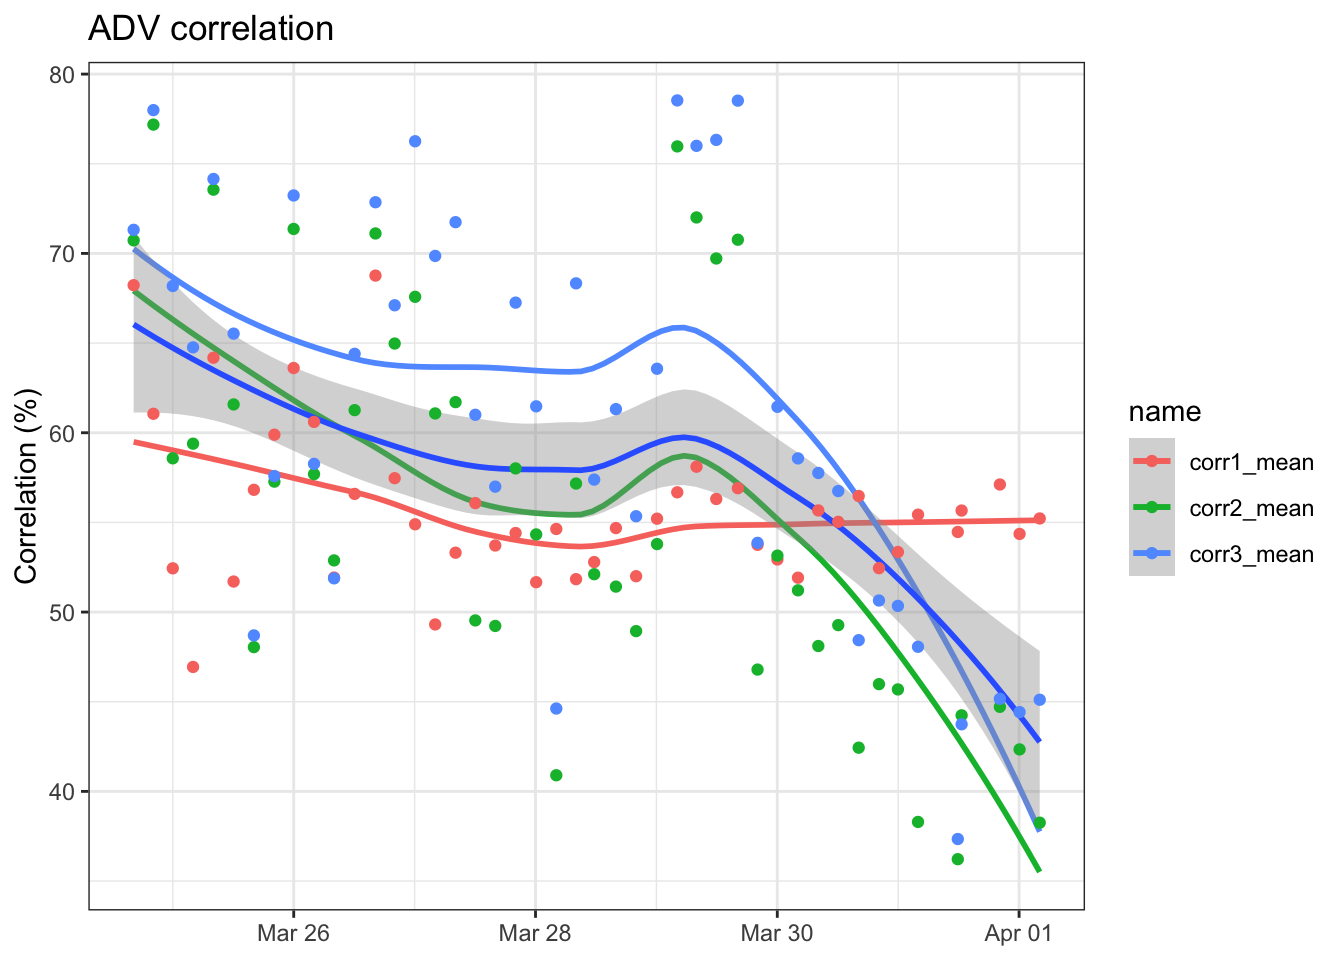 ADV correlation
Correlation (%)
80
70
60
50
40
Mar 26
Mar 28
Mar 30
Apr 01
name
corr1_mean
corr2_mean
corr3_mean